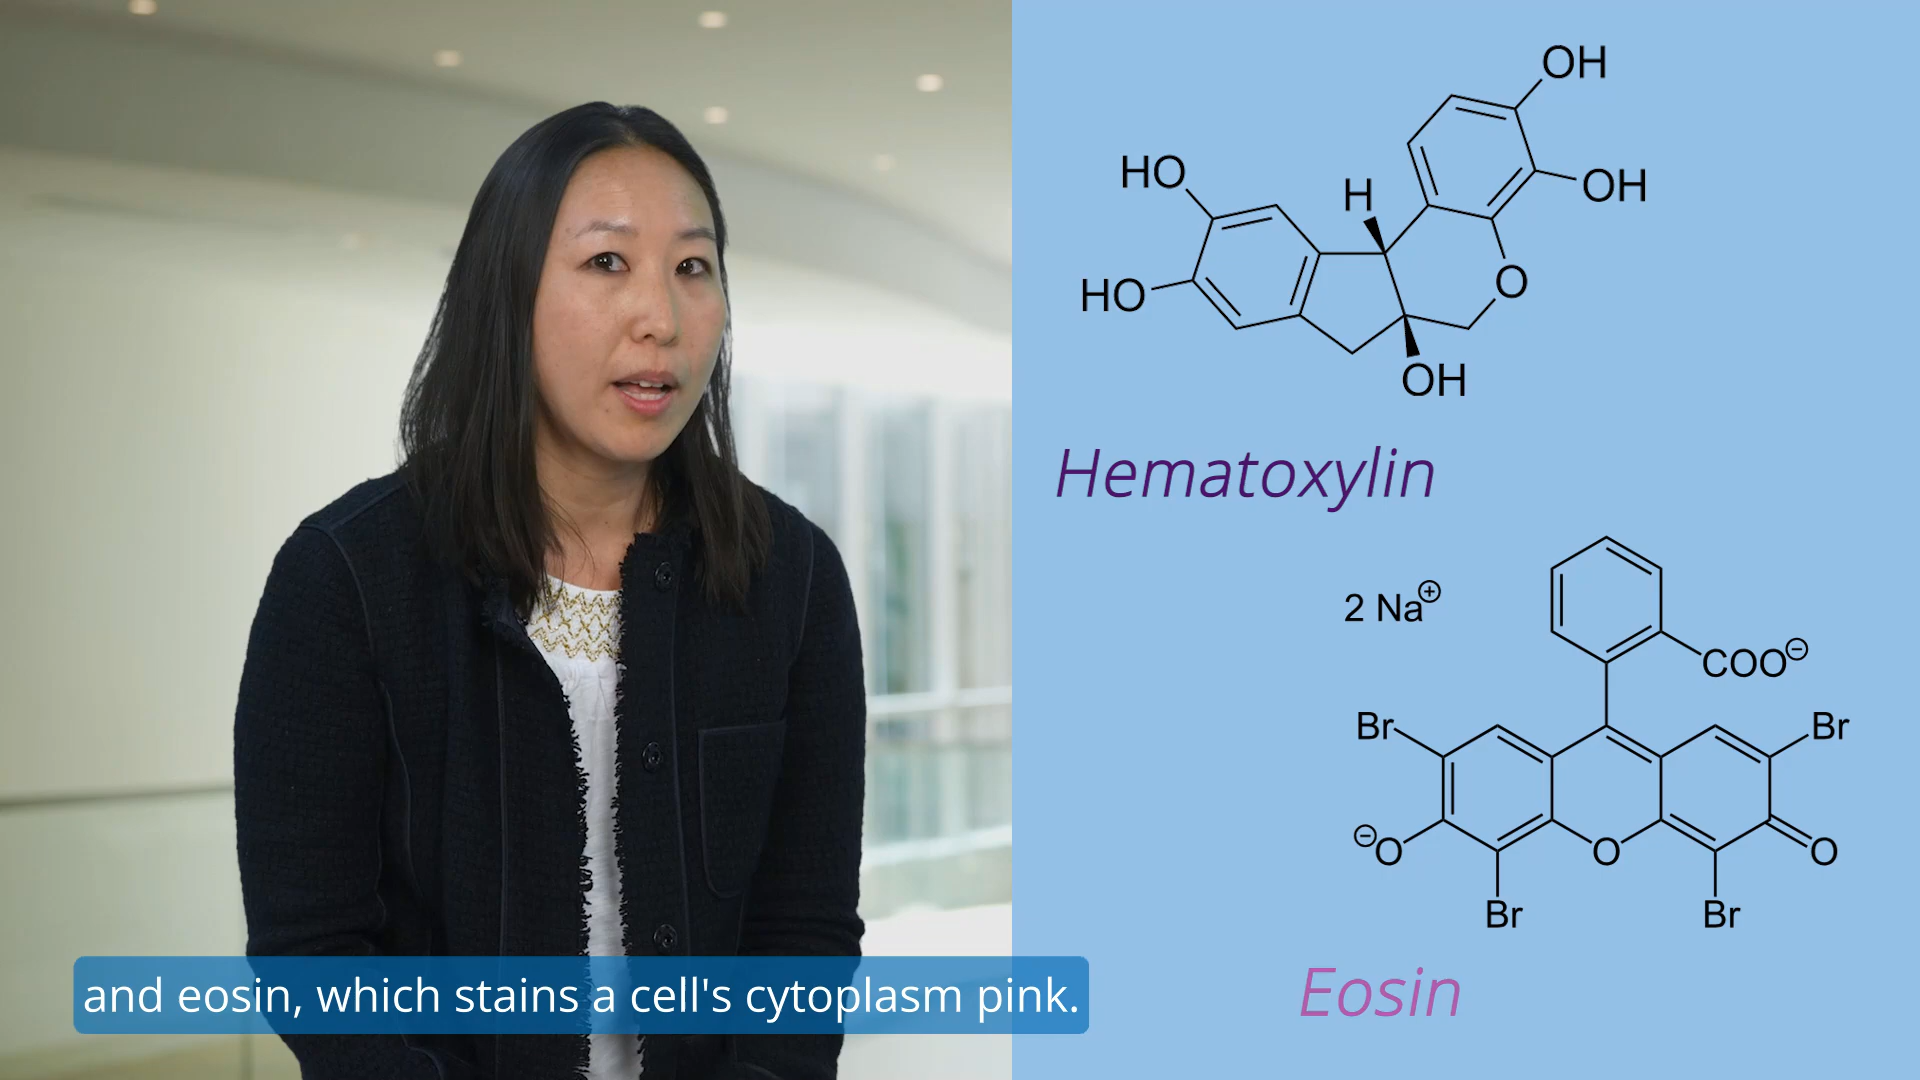 OH
HO
OH
H
HO
O
OH
Hematoxylin
2 Na⊕
COO⊖
Br
Br
⊖O
O
O
Br
Br
Eosin
and eosin, which stains a cell's cytoplasm pink.